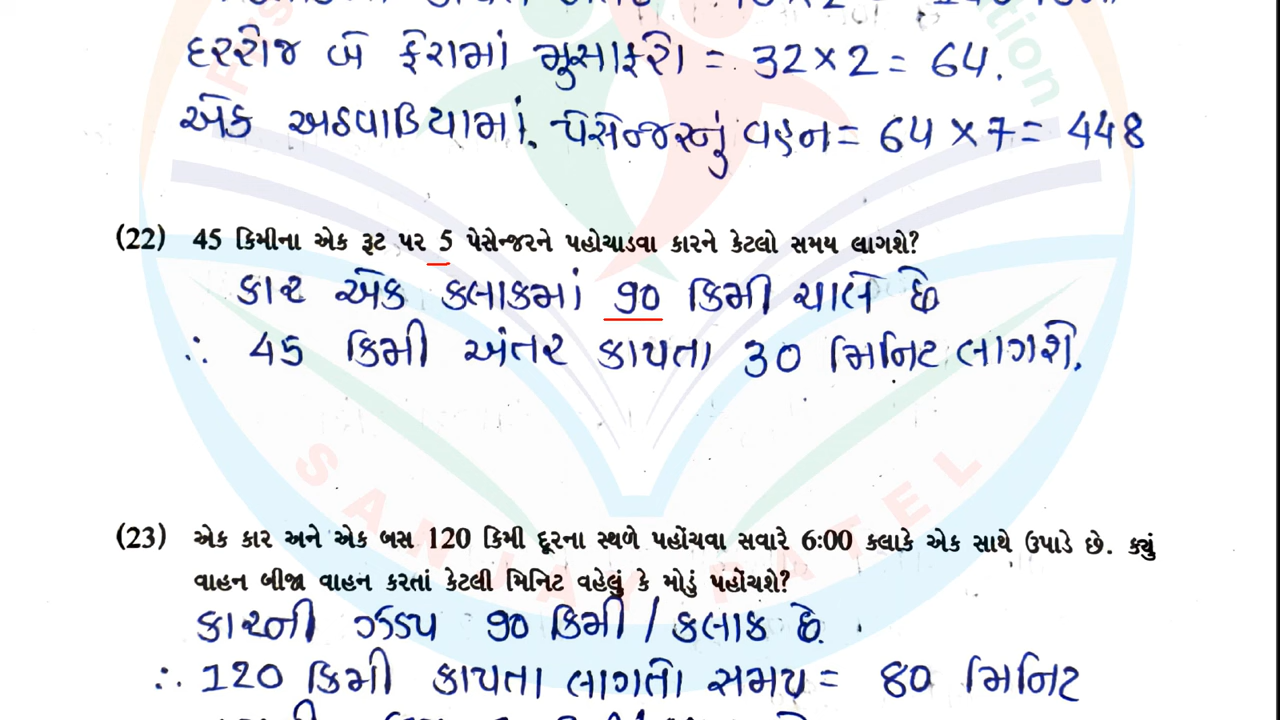 દરરોજ બે ફેરામાં મુસાફરો = 32 × 2 = 64.
એક અઠવાડિયામાં પેસેન્જરનું વહન = 64 × 7 = 448
(22) 45 કિમીના એક રૂટ પર 5 પેસેન્જરને પહોચાડવા કારને કેટલો સમય લાગશે?
કાર એક કલાકમાં 90 કિમી ચાલે છે
∴ 45 કિમી અંતર કાપતા 30 મિનિટ લાગશે.
(23) એક કાર અને એક બસ 120 કિમી દૂરના સ્થળે પહોંચવા સવારે 6:00 કલાકે એક સાથે ઉપાડે છે. કયું
વાહન બીજા વાહન કરતાં કેટલી મિનિટ વહેલું કે મોડું પહોંચશે?
કારની ઝડપ 90 કિમી / કલાક છે.
∴ 120 કિમી કાપતા લાગતો સમય = 80 મિનિટ
SANJAY PATEL